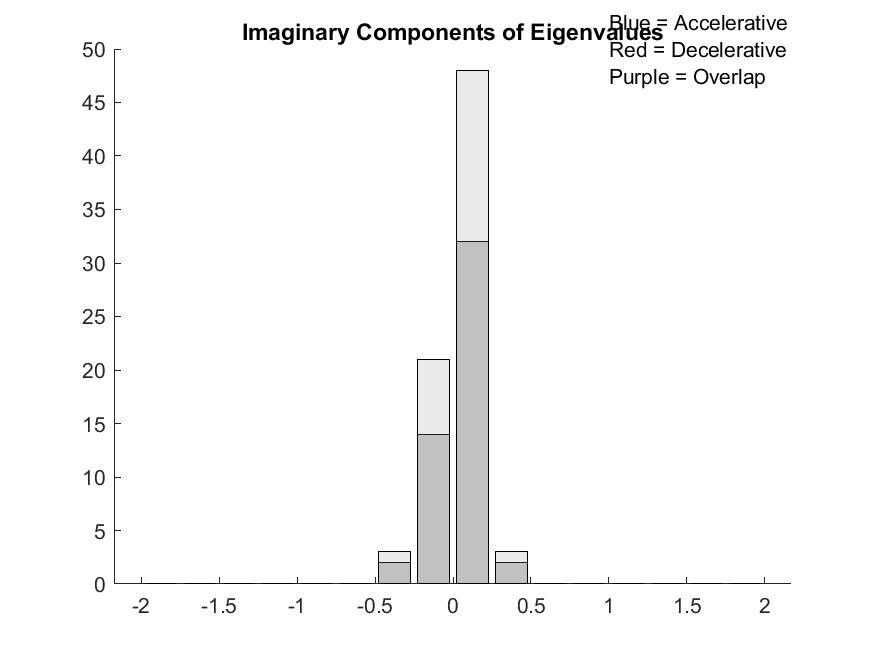 Imaginary Components of Eigenvalues
Blue = Accelerative
Red = Decelerative
Purple = Overlap
50
45
40
35
30
25
20
15
10
5
0
-2 -1.5 -1 -0.5 0 0.5 1 1.5 2